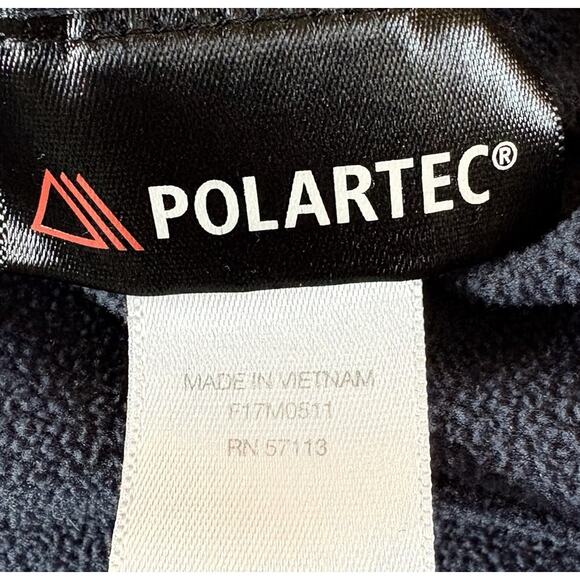 POLARTEC®
MADE IN VIETNAM
F17M0511
RN 57113